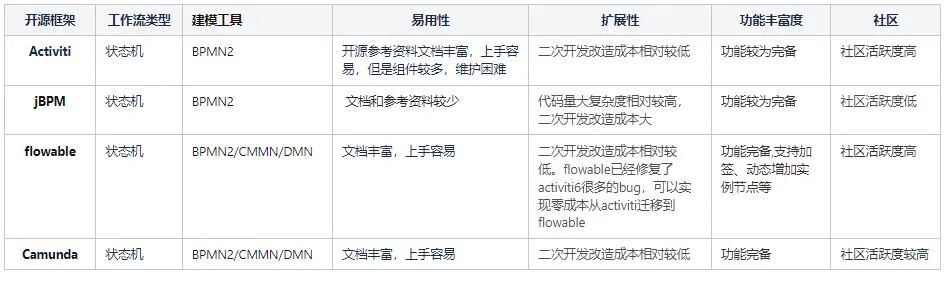 开源框架 工作流类型 建模工具 易用性 扩展性 功能丰富度 社区
Activiti 状态机 BPMN2 开源参考资料文档丰富，上手容 二次开发改造成本相对较低 功能较为完备 社区活跃度高
易，但是组件较多，维护困难
jBPM 状态机 BPMN2 文档和参考资料较少 代码量大复杂度相对较高， 功能较为完备 社区活跃度低
二次开发改造成本大
flowable 状态机 BPMN2/CMMN/DMN 文档丰富，上手容易 二次开发改造成本相对较 功能完备,支持加 社区活跃度高
低。flowable已经修复了 签、动态增加实
activiti6很多的bug，可以实 例节点等
现零成本从activiti迁移到
flowable
Camunda 状态机 BPMN2/CMMN/DMN 文档丰富，上手容易 二次开发改造成本相对较低 功能完备 社区活跃度较高